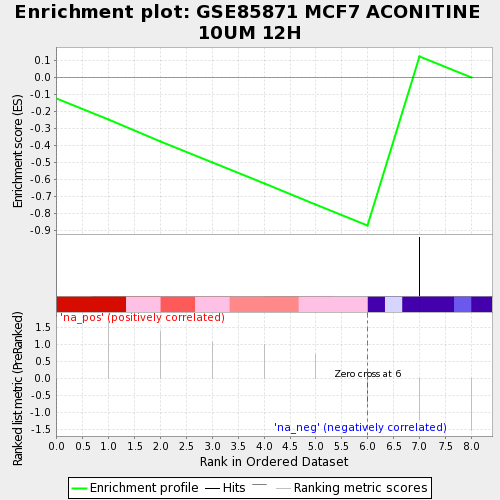 Enrichment plot: GSE85871 MCF7 ACONITINE
10UM 12H
Enrichment score (ES)
0.1
0.0
-0.1
-0.2
-0.3
-0.4
-0.5
-0.6
-0.7
-0.8
-0.9
Ranked list metric (PreRanked)
'na_pos' (positively correlated)
1.5
1.0
0.5
0.0
-0.5
-1.0
-1.5
Zero cross at 6
'na_neg' (negatively correlated)
0.0 0.5 1.0 1.5 2.0 2.5 3.0 3.5 4.0 4.5 5.0 5.5 6.0 6.5 7.0 7.5 8.0
Rank in Ordered Dataset
Enrichment profile Hits Ranking metric scores